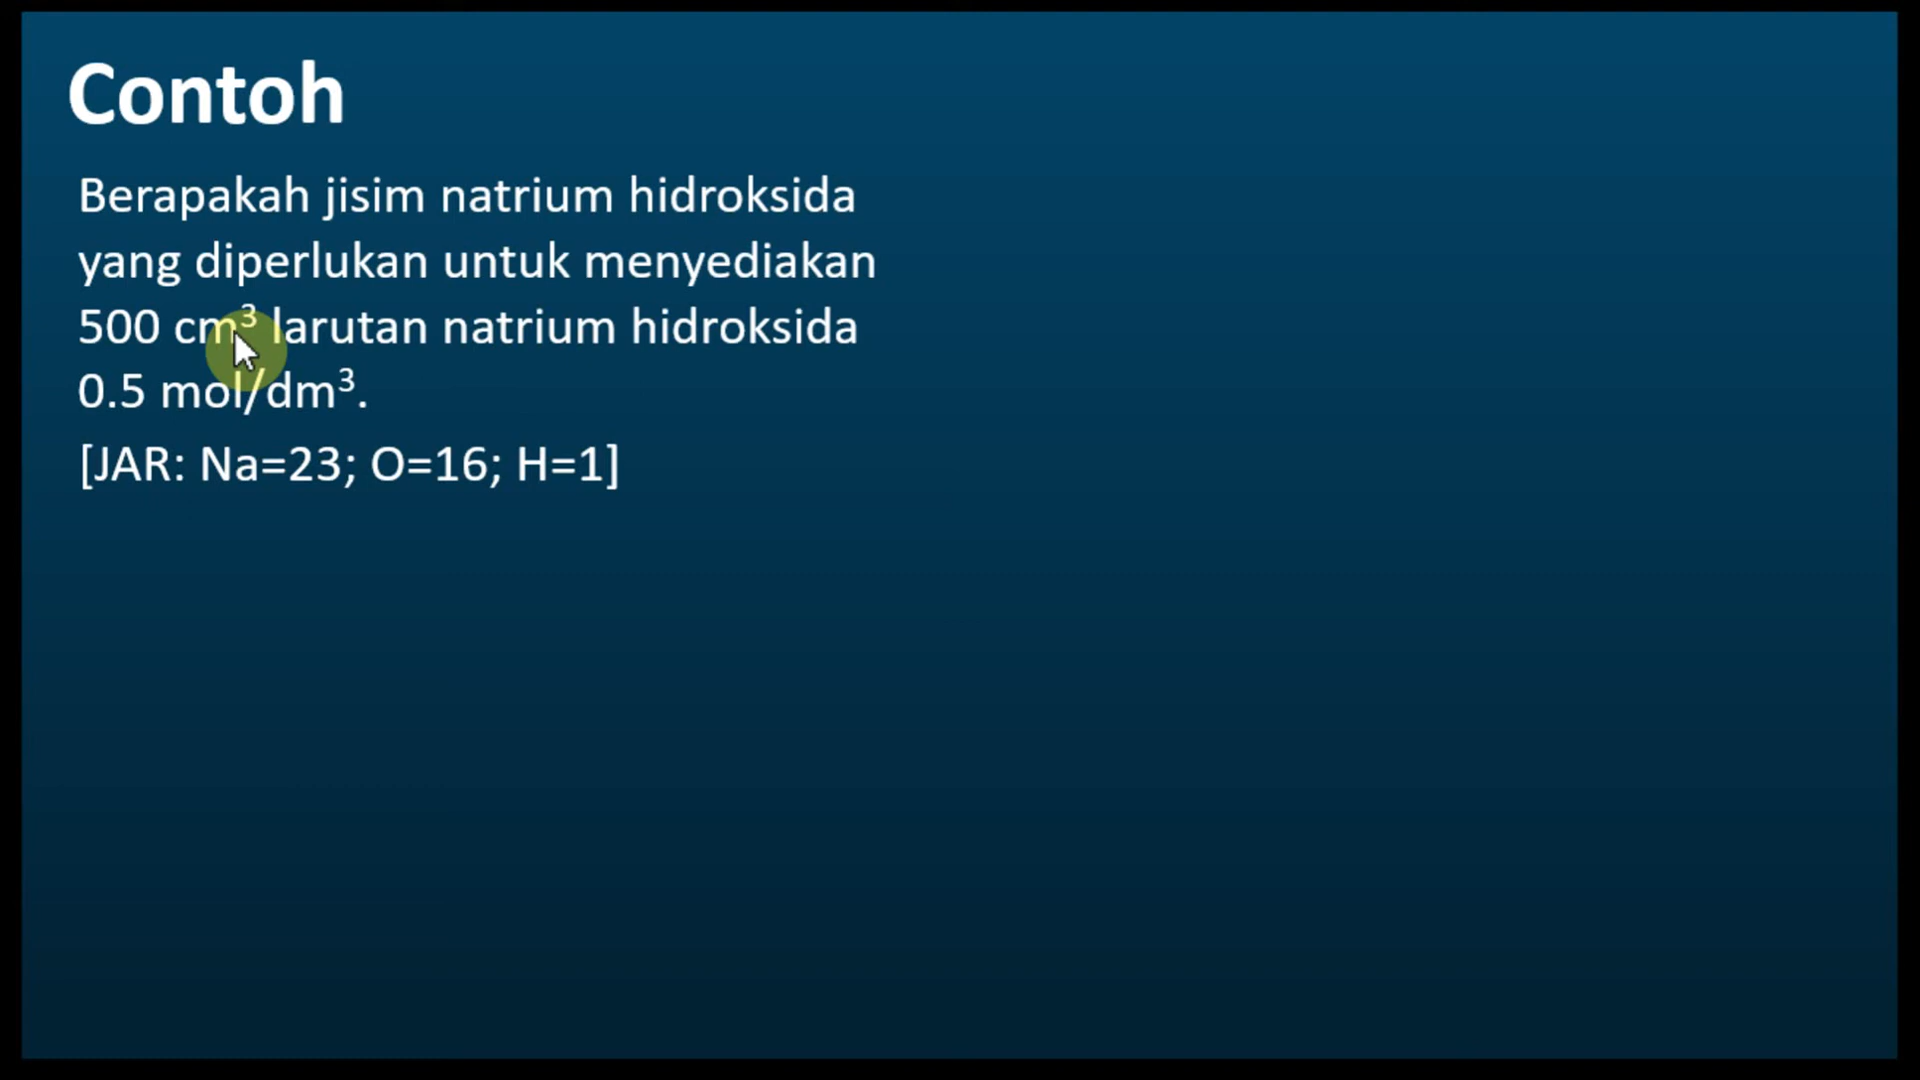 Contoh
Berapakah jisim natrium hidroksida
yang diperlukan untuk menyediakan
500 cm³ larutan natrium hidroksida
0.5 mol/dm³.
[JAR: Na=23; O=16; H=1]